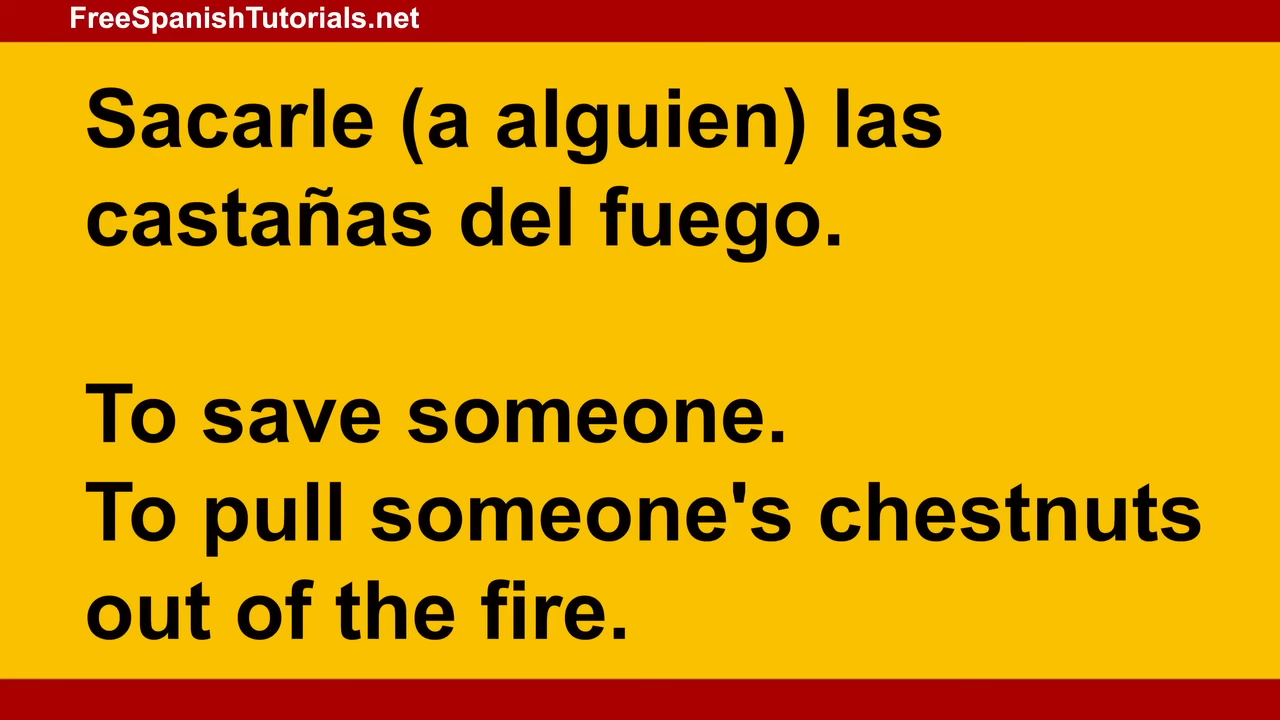 FreeSpanishTutorials.net
Sacarle (a alguien) las
castañas del fuego.
To save someone.
To pull someone's chestnuts
out of the fire.